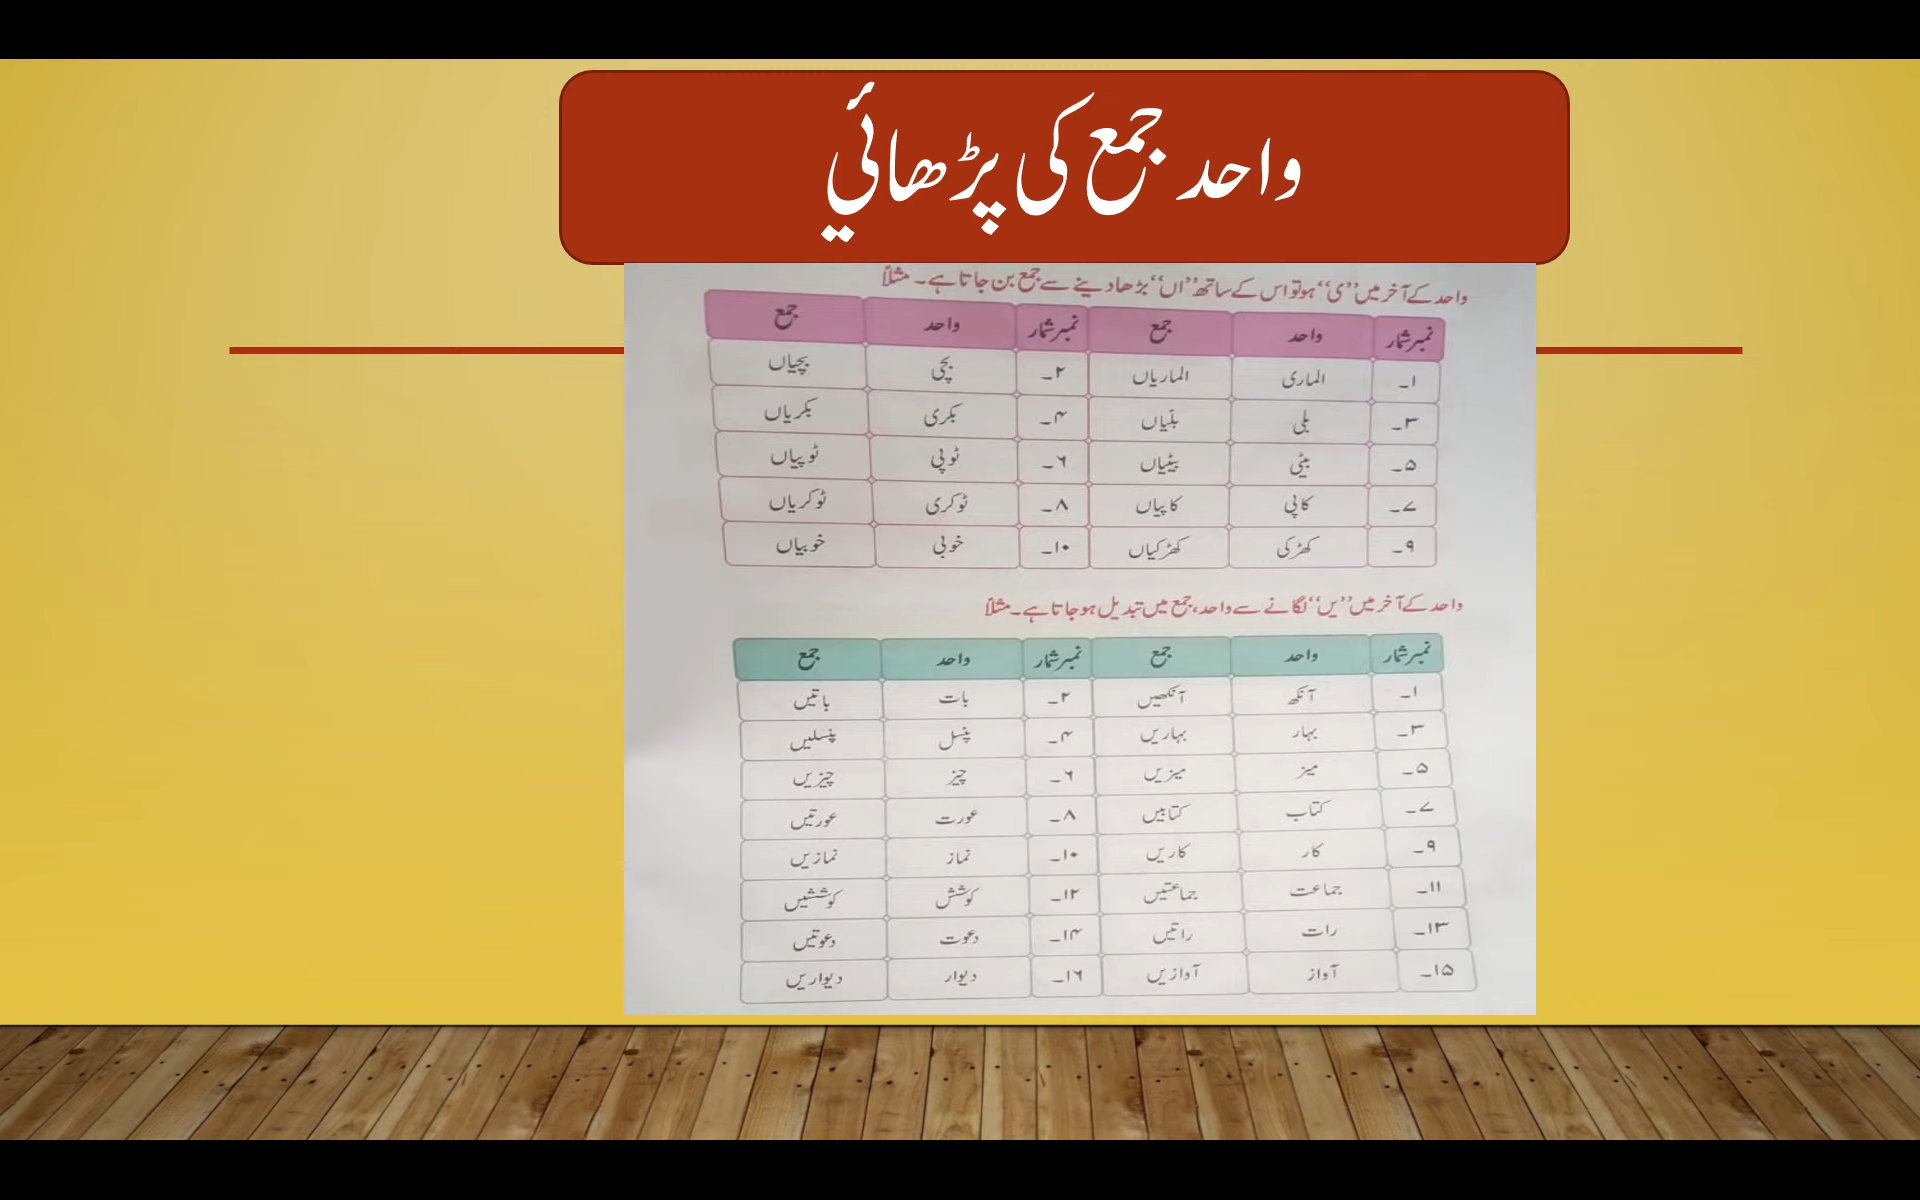 واحد جمع کی پڑھائي
واحد کے آخر میں ’’ی‘‘ ہو تو اس کے ساتھ ’’اں‘‘ بڑھا دینے سے جمع بن جاتا ہے۔ مثلاً
نمبر شمار واحد جمع نمبر شمار واحد جمع
۱۔ الماری الماریاں ۲۔ بچی بچیاں
۳۔ بلی بلّیاں ۴۔ بکری بکریاں
۵۔ بیٹی بیٹیاں ۶۔ ٹوپی ٹوپیاں
۷۔ کاپی کاپیاں ۸۔ ٹوکری ٹوکریاں
۹۔ کھڑکی کھڑکیاں ۱۰۔ خوبی خوبیاں
واحد کے آخر میں ’’یں‘‘ لگانے سے واحد، جمع میں تبدیل ہو جاتا ہے۔ مثلاً
نمبر شمار واحد جمع نمبر شمار واحد جمع
۱۔ آنکھ آنکھیں ۲۔ بات باتیں
۳۔ بہار بہاریں ۴۔ پنسل پنسلیں
۵۔ میز میزیں ۶۔ چیز چیزیں
۷۔ کتاب کتابیں ۸۔ عورت عورتیں
۹۔ کار کاریں ۱۰۔ نماز نمازیں
۱۱۔ جماعت جماعتیں ۱۲۔ کوشش کوششیں
۱۳۔ رات راتیں ۱۴۔ دعوت دعوتیں
۱۵۔ آواز آوازیں ۱۶۔ دیوار دیواریں